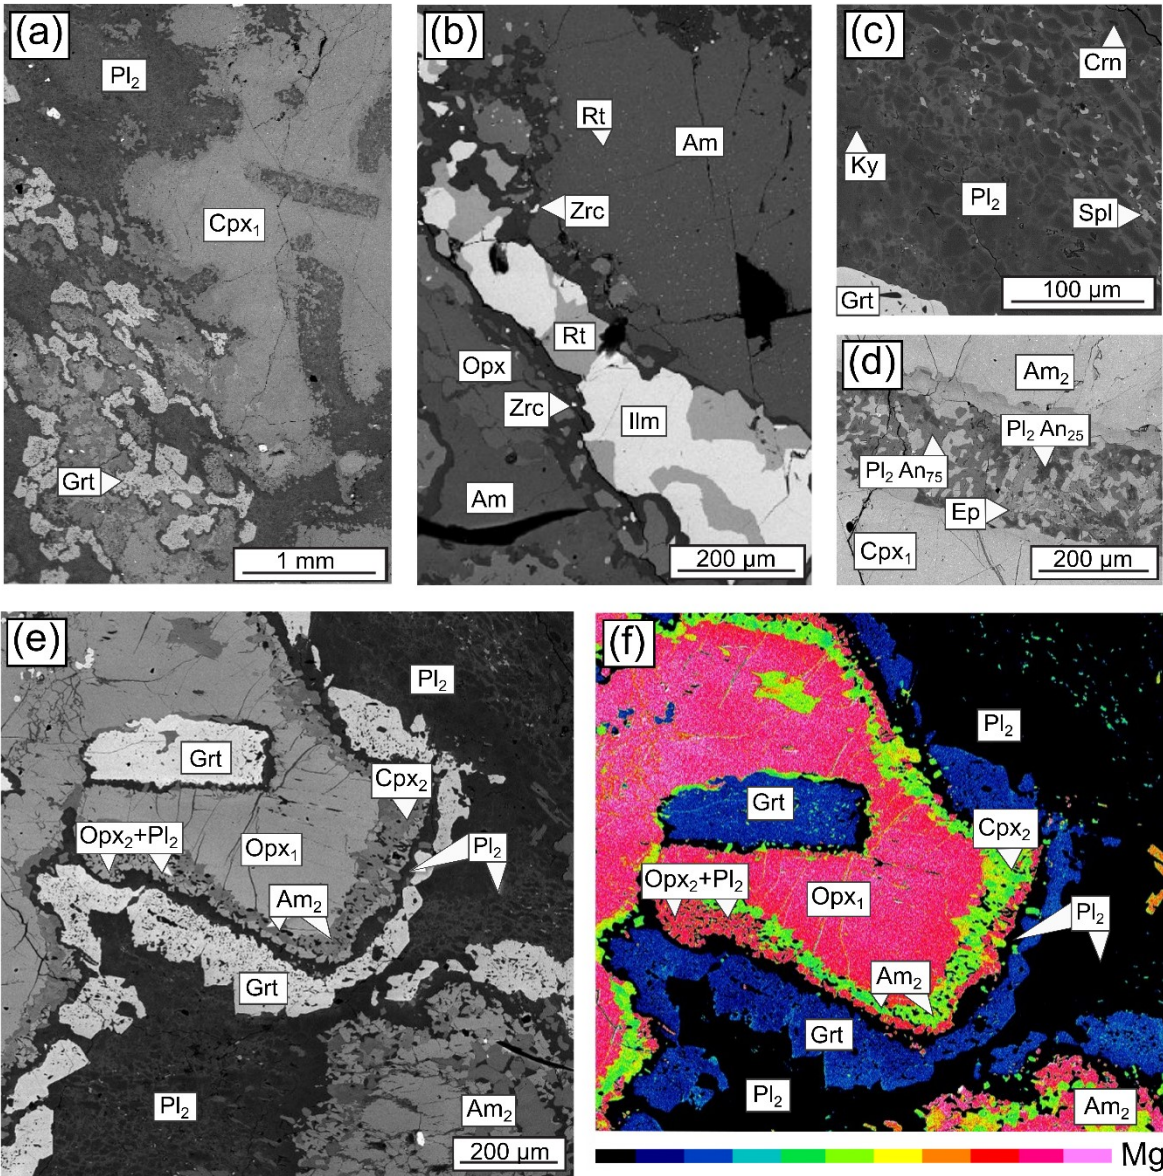 (a)
Pl₂
Cpx₁
Grt
1 mm
(b)
Rt
Am
Zrc
Rt
Opx
Zrc
Ilm
Am
200 µm
(c)
Crn
Ky
Pl₂
Spl
Grt
100 µm
(d)
Am₂
Pl₂ An₂₅
Pl₂ An₇₅
Ep
Cpx₁
200 µm
(e)
Pl₂
Grt
Cpx₂
Opx₂+Pl₂
Opx₁
Pl₂
Am₂
Grt
Pl₂
Am₂
200 µm
(f)
Pl₂
Grt
Cpx₂
Opx₂+Pl₂
Opx₁
Pl₂
Am₂
Grt
Pl₂
Am₂
Mg